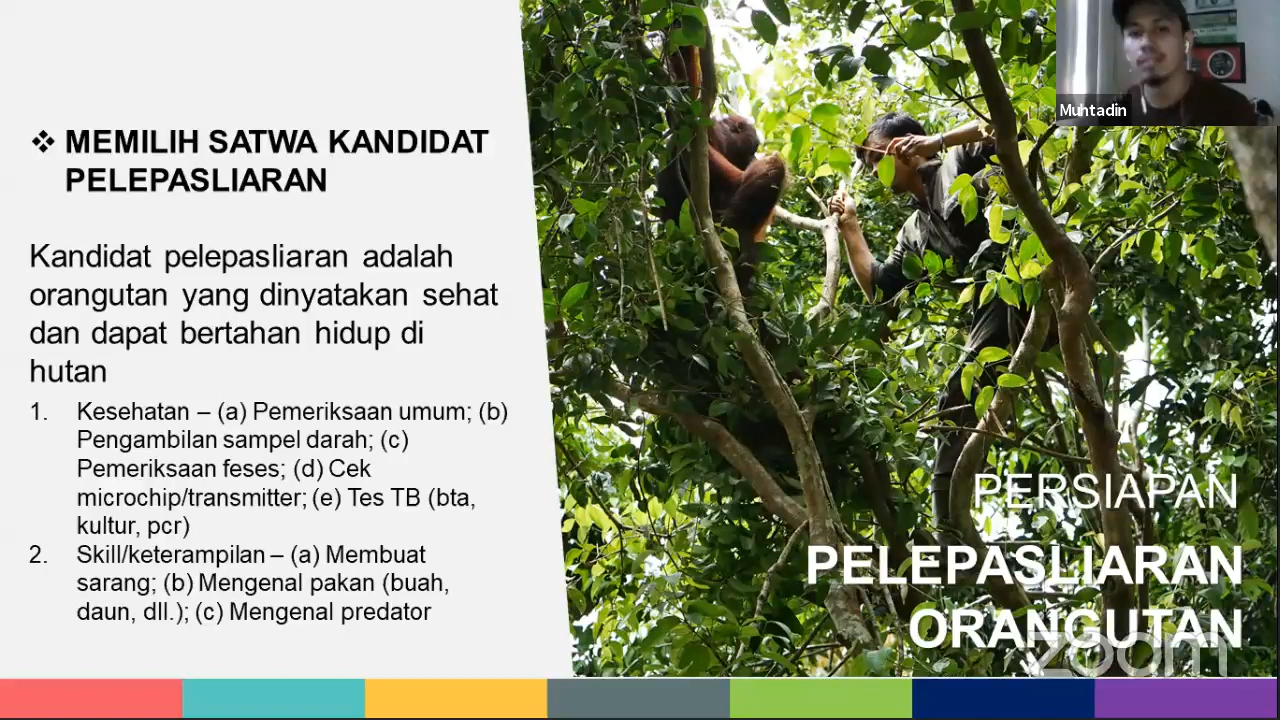 ❖ MEMILIH SATWA KANDIDAT
PELEPASLIARAN
Kandidat pelepasliaran adalah
orangutan yang dinyatakan sehat
dan dapat bertahan hidup di
hutan
1. Kesehatan – (a) Pemeriksaan umum; (b)
Pengambilan sampel darah; (c)
Pemeriksaan feses; (d) Cek
microchip/transmitter; (e) Tes TB (bta,
kultur, pcr)
2. Skill/keterampilan – (a) Membuat
sarang; (b) Mengenal pakan (buah,
daun, dll.); (c) Mengenal predator
Muhtadin
PERSIAPAN
PELEPASLIARAN
ORANGUTAN
zoom